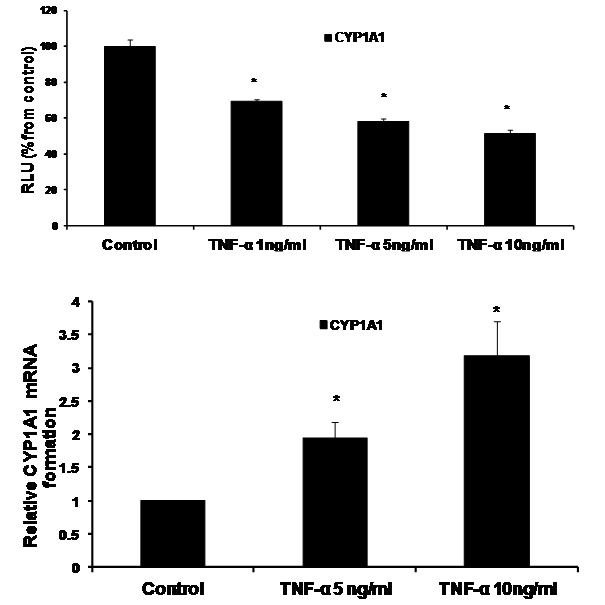 120
100
80
60
40
20
0
RLU (% from control)
CYP1A1
*
*
*
Control
TNF-α 1ng/ml
TNF-α 5ng/ml
TNF-α 10ng/ml
4
3.5
3
2.5
2
1.5
1
0.5
0
Relative CYP1A1 mRNA
formation
CYP1A1
*
*
Control
TNF-α 5 ng/ml
TNF-α 10ng/ml